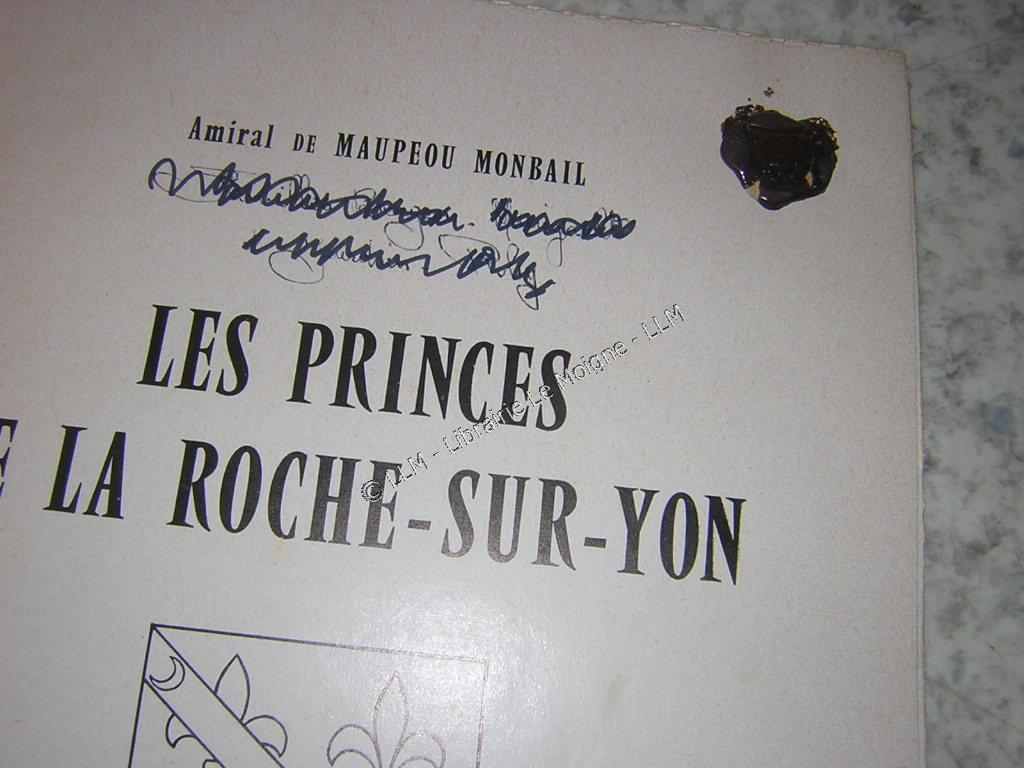 Amiral DE MAUPEOU MONBAIL
LES PRINCES
E LA ROCHE-SUR-YON
© LLM - Librairie Le Moigne - LLM